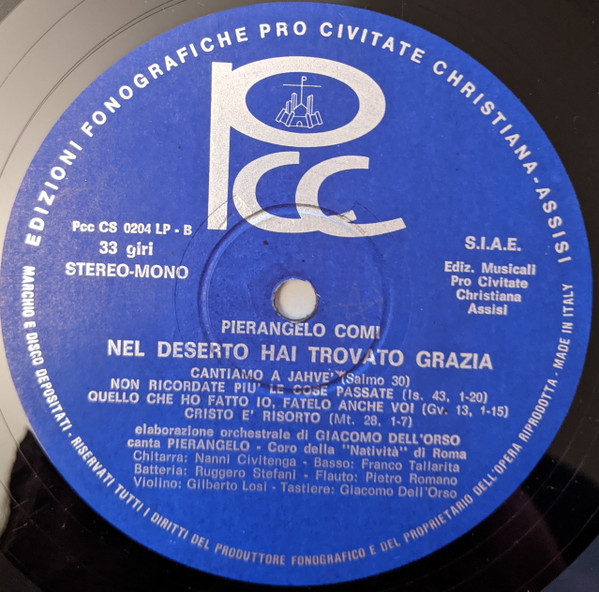 EDIZIONI FONOGRAFICHE PRO CIVITATE CHRISTIANA - ASSISI
Pcc
Pcc CS 0204 LP - B
33 giri
STEREO-MONO
S.I.A.E.
Ediz. Musicali
Pro Civitate
Christiana
Assisi
PIERANGELO COMI
NEL DESERTO HAI TROVATO GRAZIA
CANTIAMO A JAHVE' (Salmo 30)
NON RICORDATE PIU' LE COSE PASSATE (Is. 43, 1-20)
QUELLO CHE HO FATTO IO, FATELO ANCHE VOI (Gv. 13, 1-15)
CRISTO E' RISORTO (Mt. 28, 1-7)
elaborazione orchestrale di GIACOMO DELL'ORSO
canta PIERANGELO - Coro della "Natività" di Roma
Chitarra: Nanni Civitenga - Basso: Franco Tallarita
Batteria: Ruggero Stefani - Flauto: Pietro Romano
Violino: Gilberto Losi - Tastiere: Giacomo Dell'Orso
MARCHIO E DISCO DEPOSITATI · RISERVATI TUTTI I DIRITTI DEL PRODUTTORE FONOGRAFICO E DEL PROPRIETARIO DELL'OPERA RIPRODOTTA · MADE IN ITALY